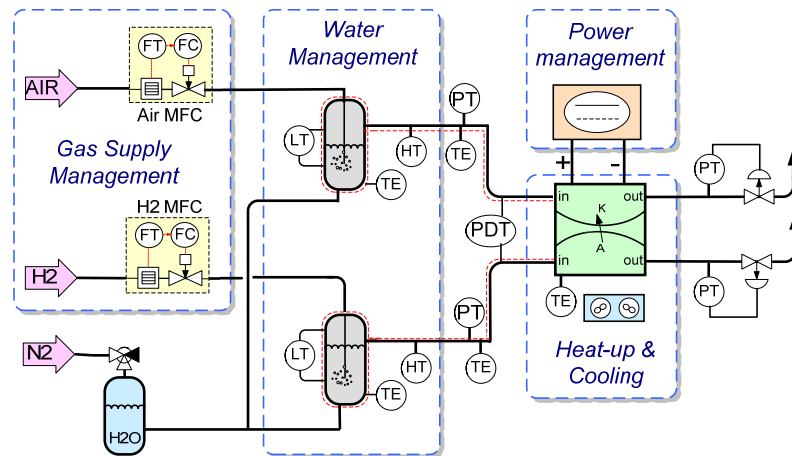 Water
Management
Power
management
FT
FC
AIR
Air MFC
PT
Gas Supply
Management
LT
HT
TE
TE
+
-
PT
H2 MFC
in
out
FT
FC
K
PDT
A
in
out
H2
TE
PT
PT
N2
LT
HT
TE
Heat-up &
Cooling
TE
H2O